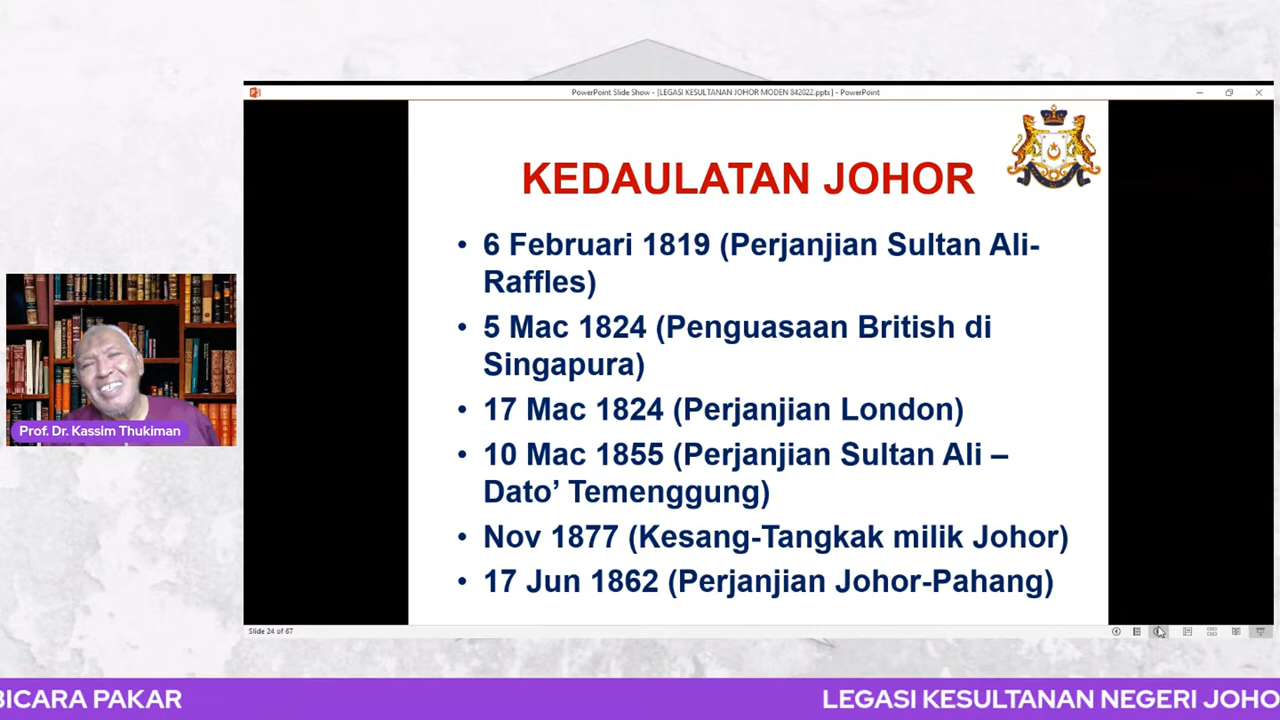 PowerPoint Slide Show - [LEGASI KESULTANAN JOHOR MODEN 842022.pptx] - PowerPoint
KEDAULATAN JOHOR
• 6 Februari 1819 (Perjanjian Sultan Ali-
Raffles)
• 5 Mac 1824 (Penguasaan British di
Singapura)
• 17 Mac 1824 (Perjanjian London)
• 10 Mac 1855 (Perjanjian Sultan Ali –
Dato’ Temenggung)
• Nov 1877 (Kesang-Tangkak milik Johor)
• 17 Jun 1862 (Perjanjian Johor-Pahang)
Prof. Dr. Kassim Thukiman
Slide 24 of 67
BICARA PAKAR
LEGASI KESULTANAN NEGERI JOHO